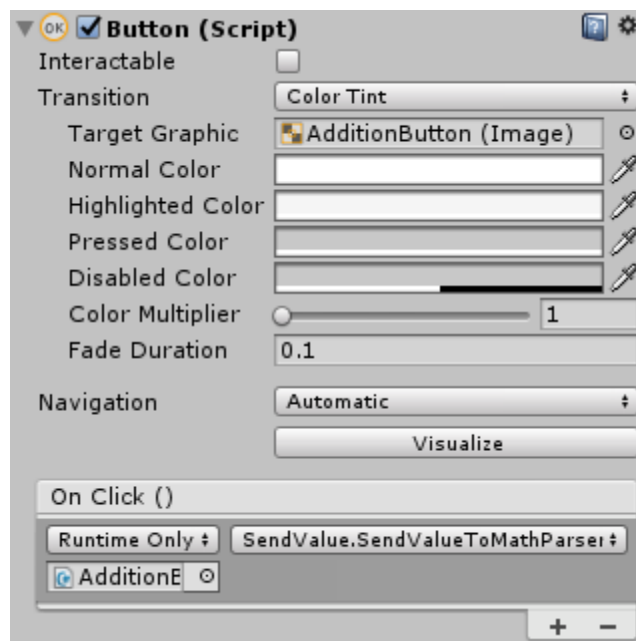 OK Button (Script)
Interactable
Transition Color Tint
Target Graphic AdditionButton (Image)
Normal Color
Highlighted Color
Pressed Color
Disabled Color
Color Multiplier 1
Fade Duration 0.1
Navigation Automatic
Visualize
On Click ()
Runtime Only SendValue.SendValueToMathParser
AdditionE